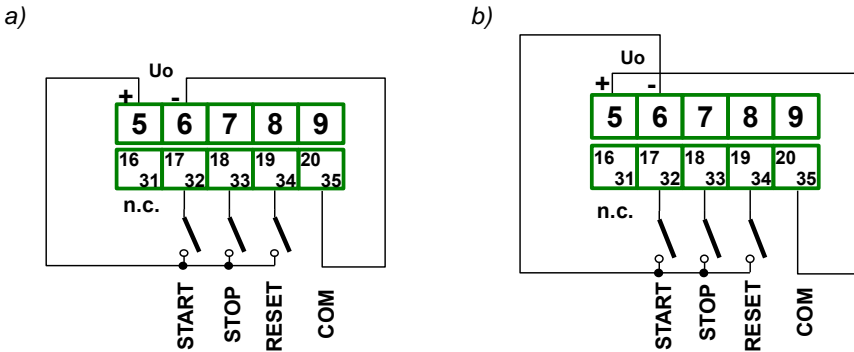 a)
Uo
+ -
5 6 7 8 9
16 17 18 19 20
31 32 33 34 35
n.c.
START
STOP
RESET
COM
b)
Uo
+ -
5 6 7 8 9
16 17 18 19 20
31 32 33 34 35
n.c.
START
STOP
RESET
COM